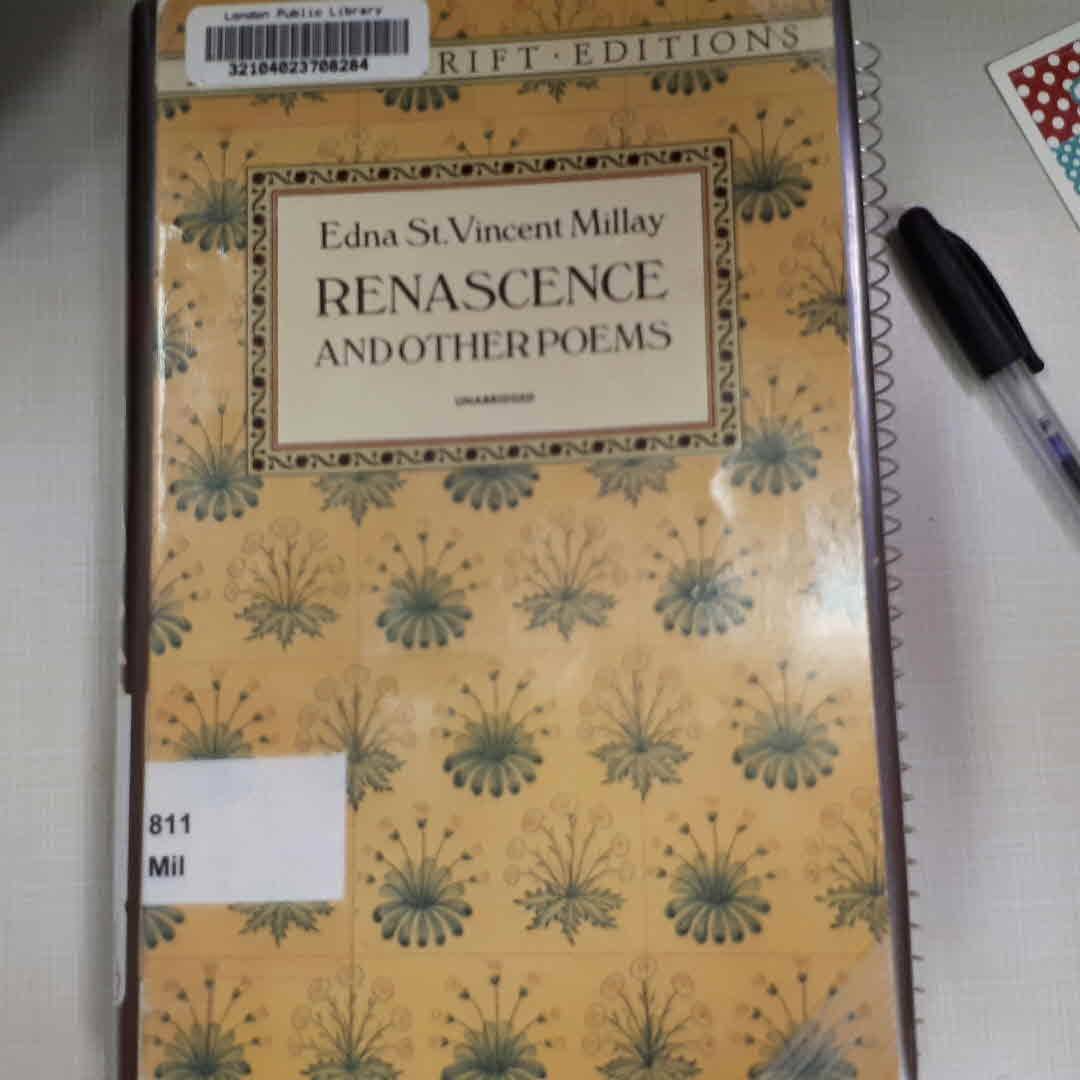 London Public Library
32104023708284
RIFT · EDITIONS
Edna St. Vincent Millay
RENASCENCE
AND OTHER POEMS
UNABRIDGED
811
Mil